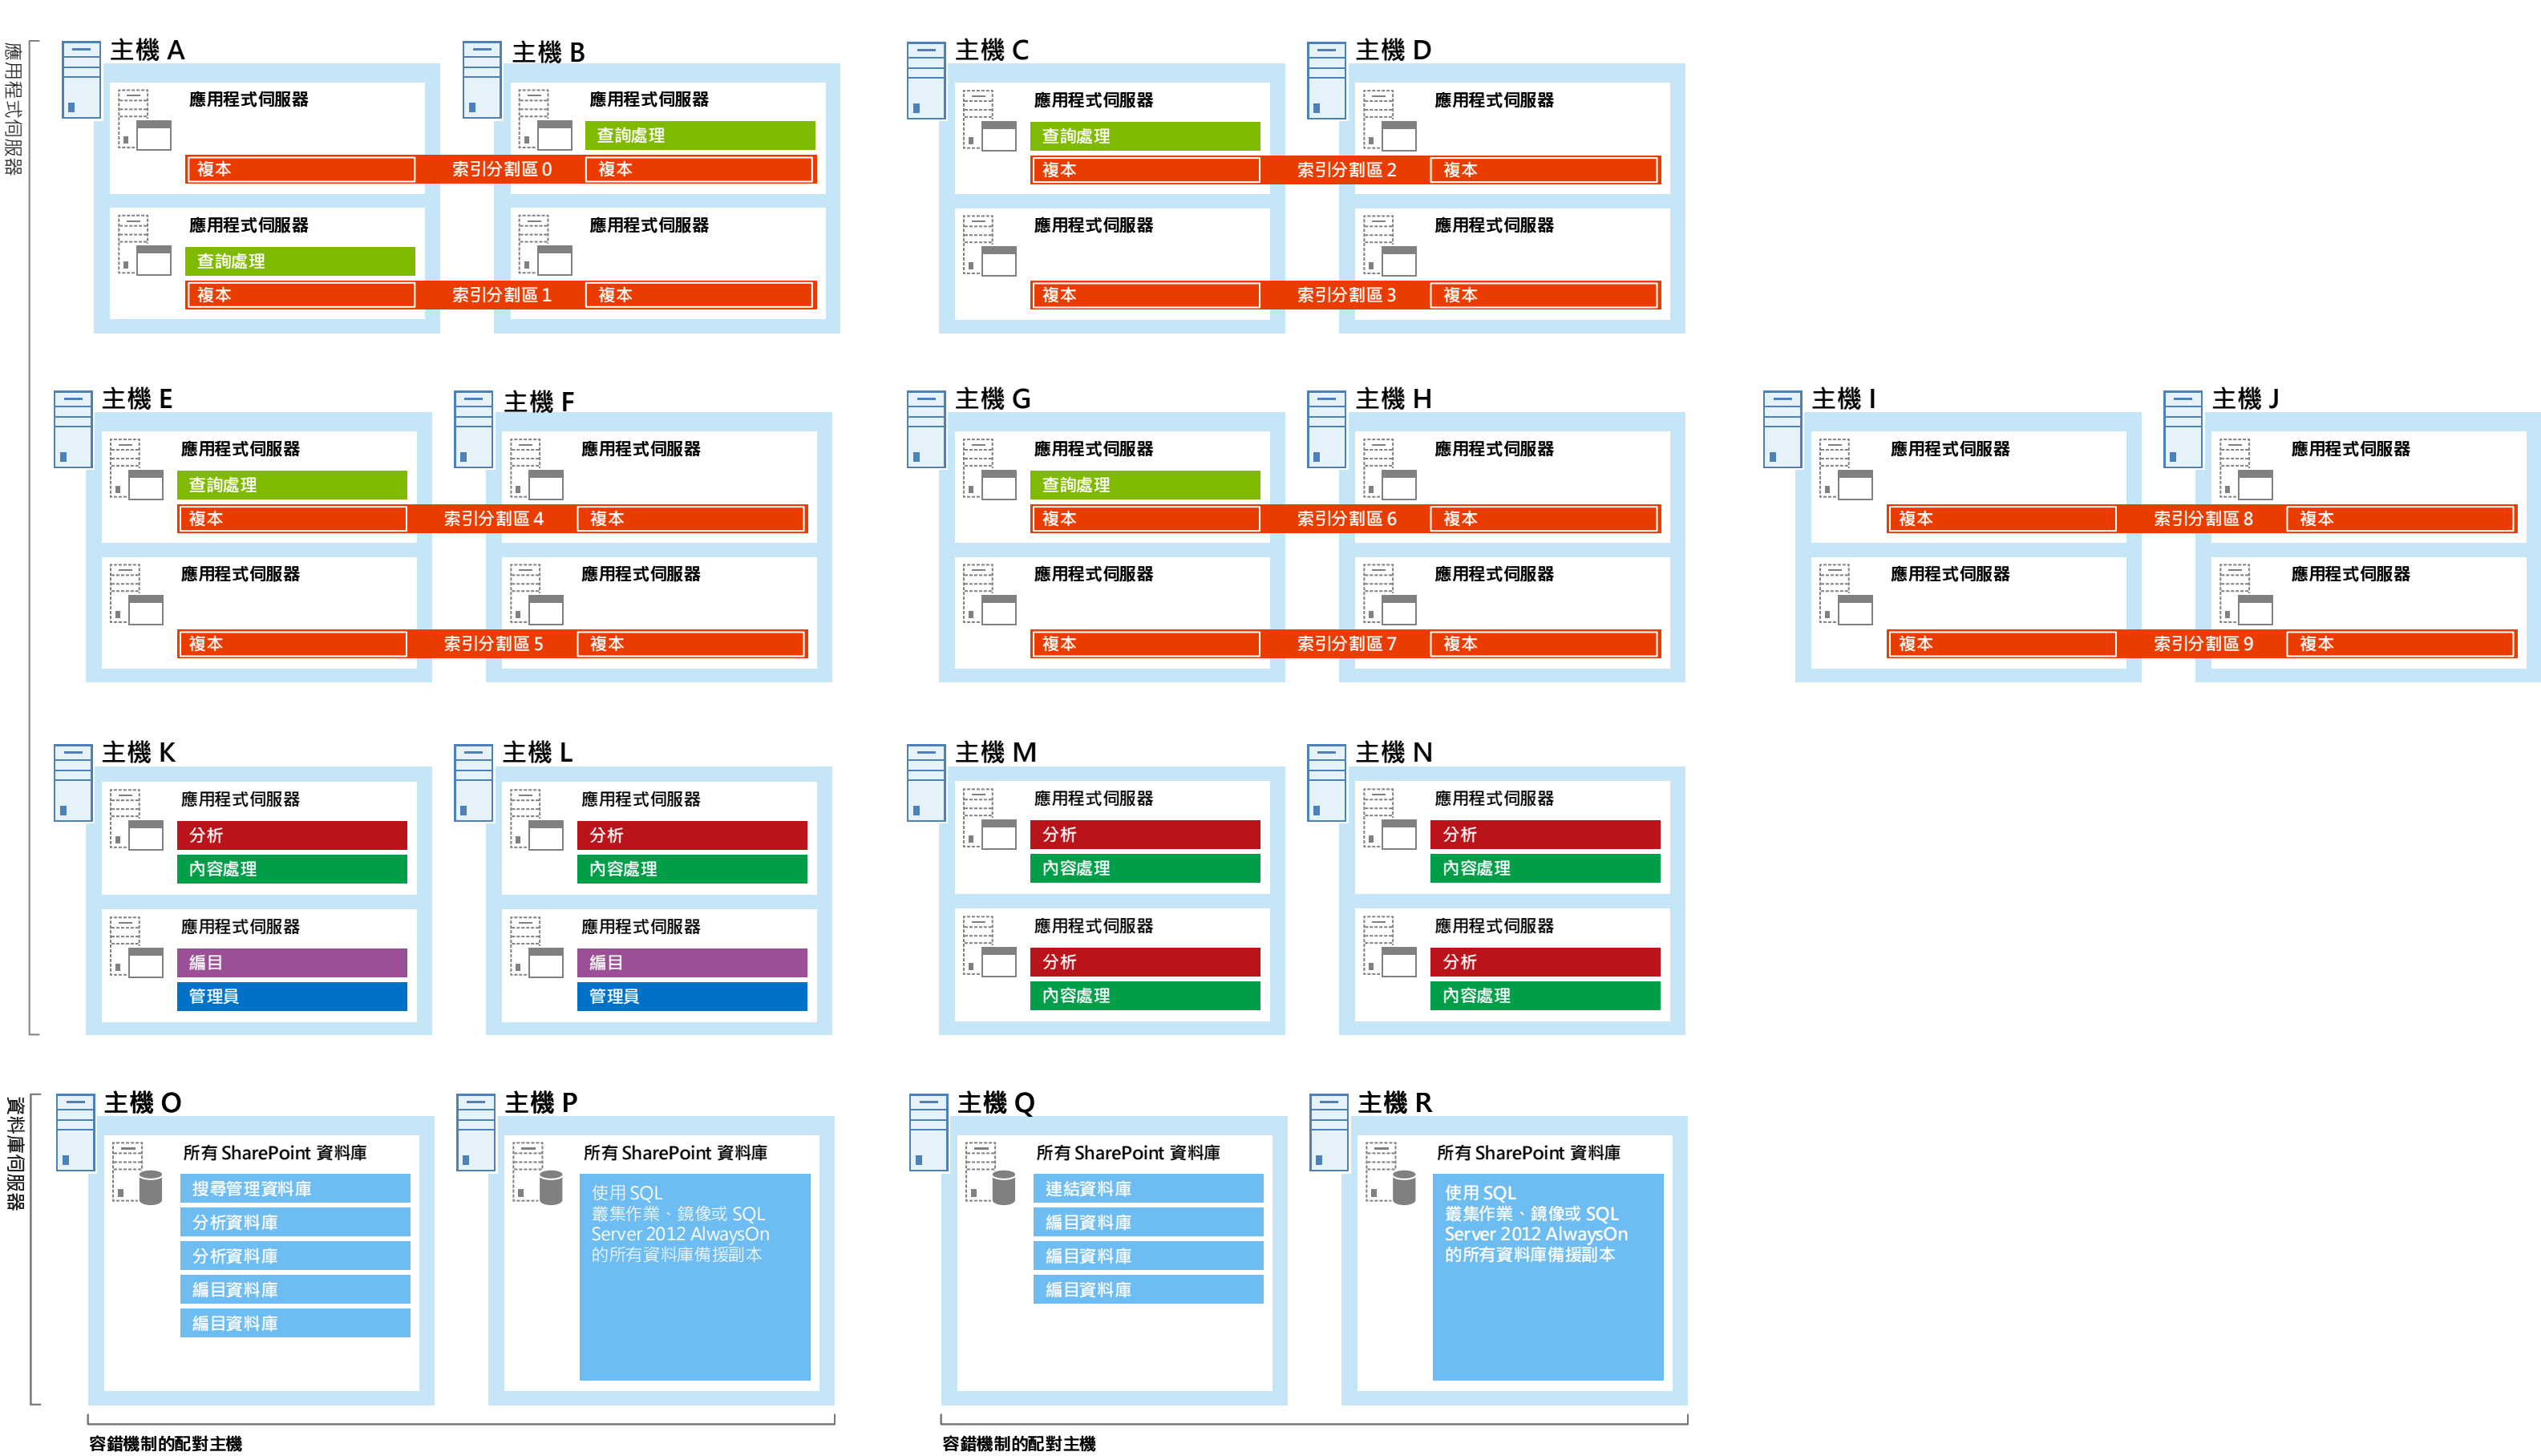 應用程式伺服器
主機 A
應用程式伺服器
複本
應用程式伺服器
查詢處理
複本
主機 B
應用程式伺服器
查詢處理
索引分割區 0
複本
應用程式伺服器
索引分割區 1
複本
主機 C
應用程式伺服器
查詢處理
複本
應用程式伺服器
複本
主機 D
應用程式伺服器
索引分割區 2
複本
應用程式伺服器
索引分割區 3
複本
主機 E
應用程式伺服器
查詢處理
複本
應用程式伺服器
複本
主機 F
應用程式伺服器
索引分割區 4
複本
應用程式伺服器
索引分割區 5
複本
主機 G
應用程式伺服器
查詢處理
複本
應用程式伺服器
複本
主機 H
應用程式伺服器
索引分割區 6
複本
應用程式伺服器
索引分割區 7
複本
主機 I
應用程式伺服器
複本
應用程式伺服器
複本
主機 J
應用程式伺服器
索引分割區 8
複本
應用程式伺服器
索引分割區 9
複本
主機 K
應用程式伺服器
分析
內容處理
應用程式伺服器
編目
管理員
主機 L
應用程式伺服器
分析
內容處理
應用程式伺服器
編目
管理員
主機 M
應用程式伺服器
分析
內容處理
應用程式伺服器
分析
內容處理
主機 N
應用程式伺服器
分析
內容處理
應用程式伺服器
分析
內容處理
資料庫伺服器
主機 O
所有 SharePoint 資料庫
搜尋管理資料庫
分析資料庫
分析資料庫
編目資料庫
編目資料庫
主機 P
所有 SharePoint 資料庫
使用 SQL
叢集作業、鏡像或 SQL
Server 2012 AlwaysOn
的所有資料庫備援副本
主機 Q
所有 SharePoint 資料庫
連結資料庫
編目資料庫
編目資料庫
編目資料庫
主機 R
所有 SharePoint 資料庫
使用 SQL
叢集作業、鏡像或 SQL
Server 2012 AlwaysOn
的所有資料庫備援副本
容錯機制的配對主機
容錯機制的配對主機